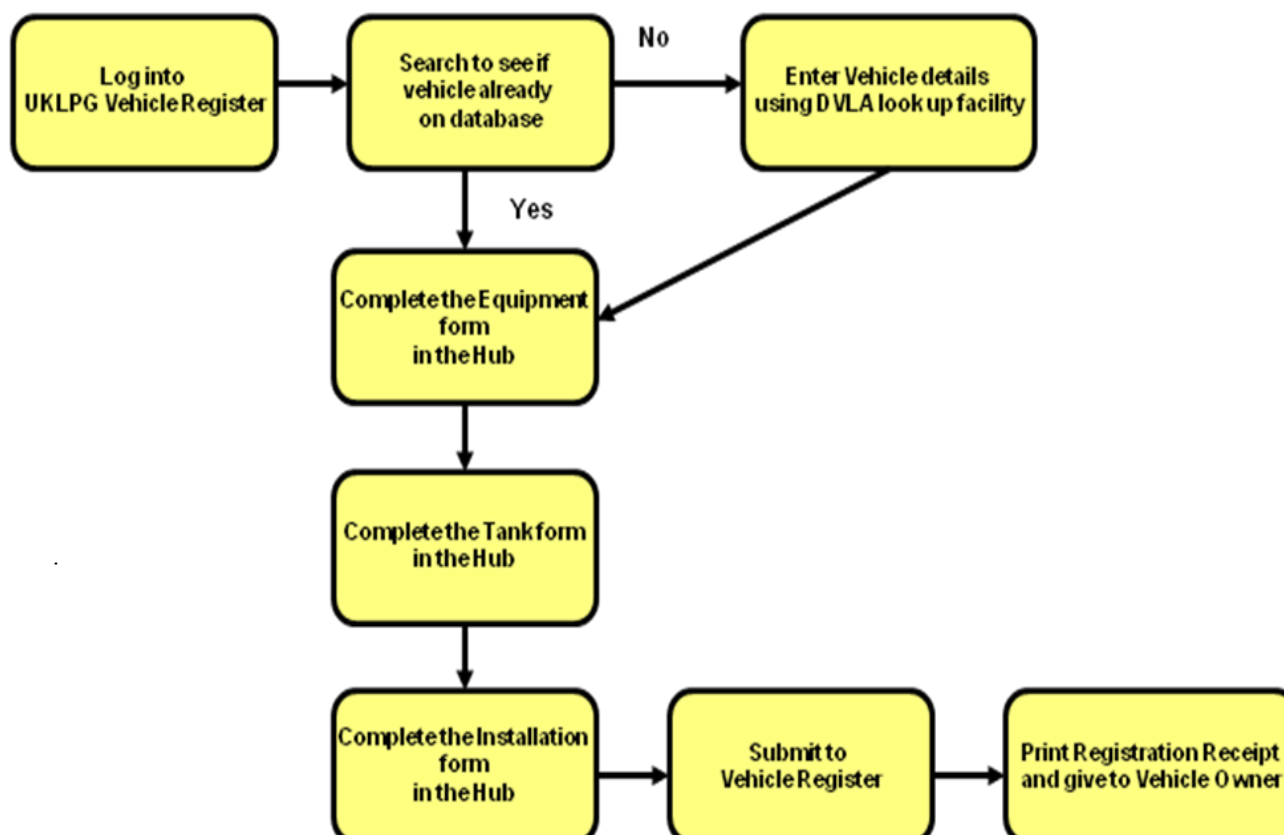 Log into
UKLPG Vehicle Register
Search to see if
vehicle already
on database
No
Enter Vehicle details
using DVLA look up facility
Yes
Complete the Equipment
form
in the Hub
Complete the Tank form
in the Hub
Complete the Installation
form
in the Hub
Submit to
Vehicle Register
Print Registration Receipt
and give to Vehicle Owner